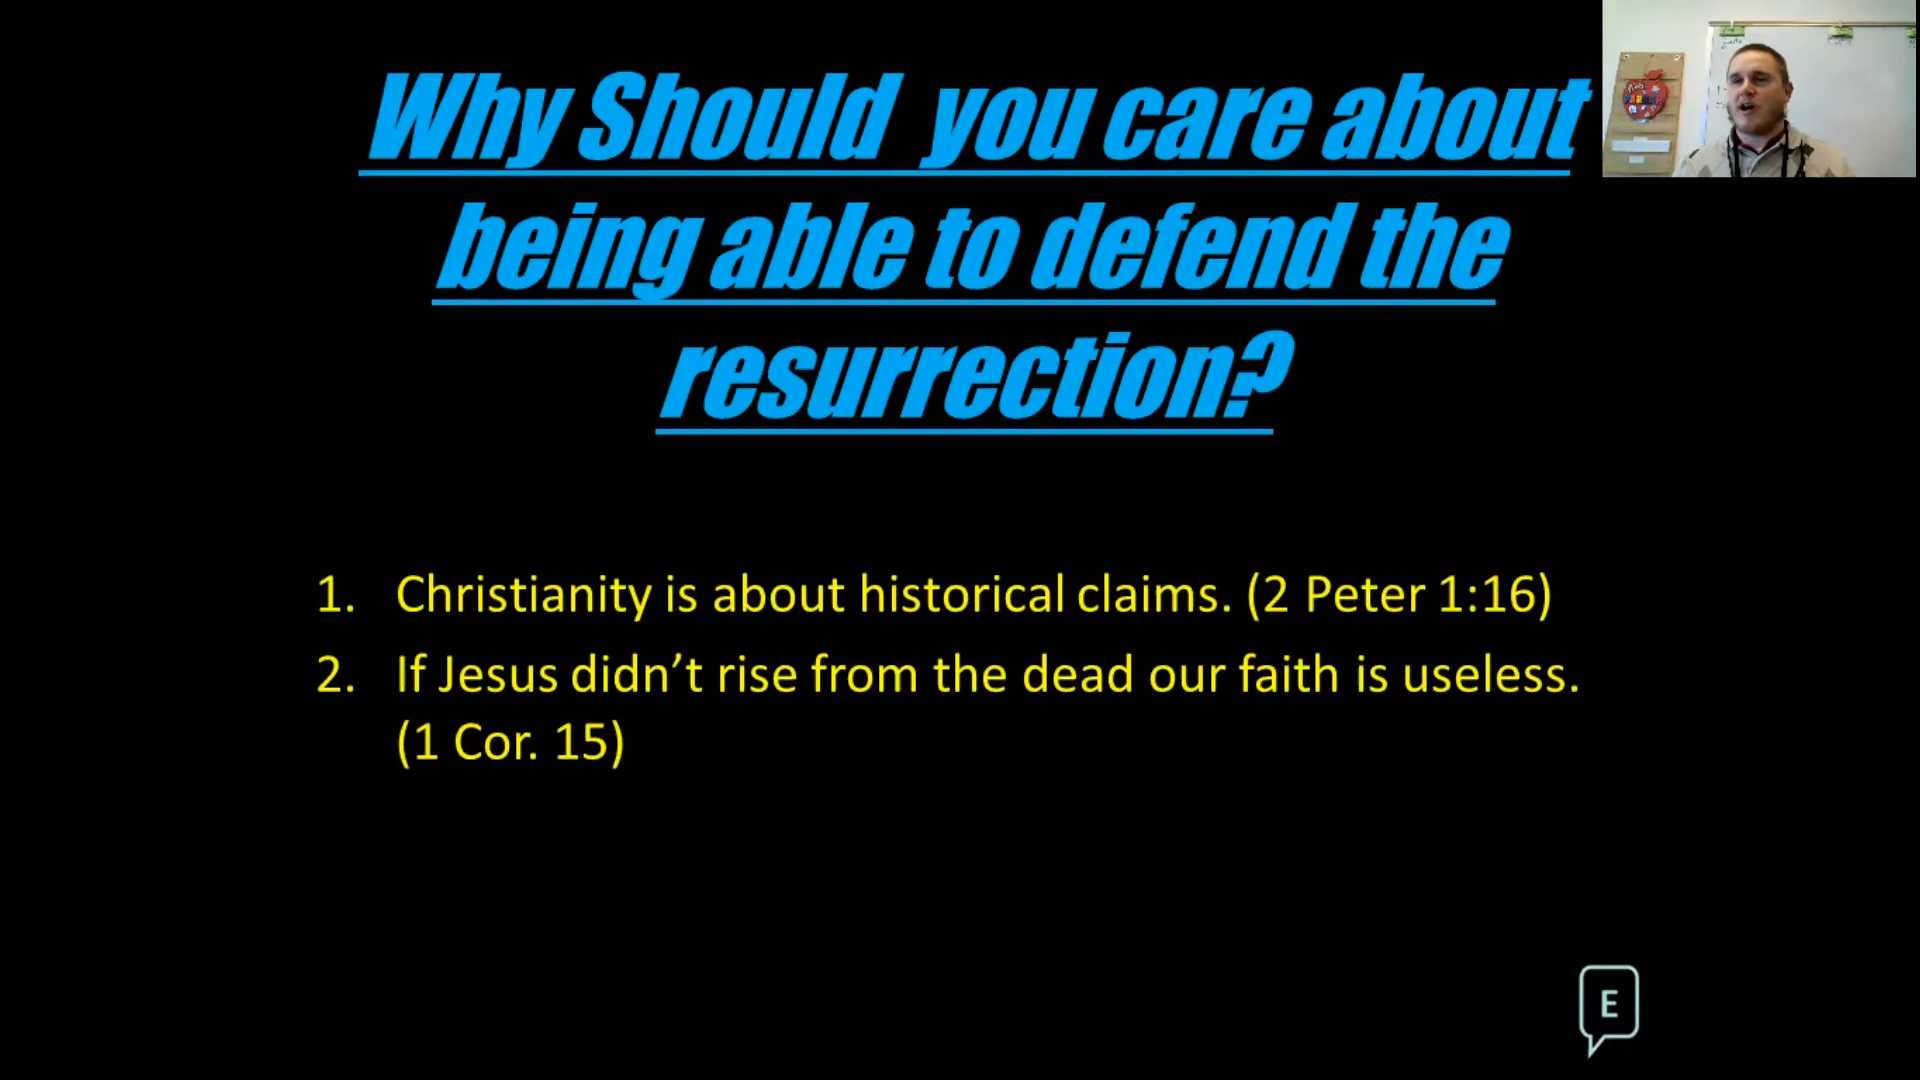 Why Should  you care about
being able to defend the
resurrection?
1. Christianity is about historical claims. (2 Peter 1:16)
2. If Jesus didn’t rise from the dead our faith is useless.
(1 Cor. 15)
E